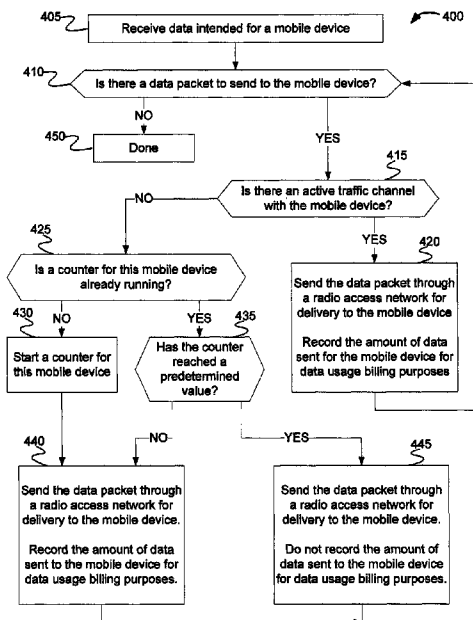 400
405
Receive data intended for a mobile device
410
Is there a data packet to send to the mobile device?
NO
YES
450
Done
415
Is there an active traffic channel
with the mobile device?
NO
YES
425
Is a counter for this mobile device
already running?
420
Send the data packet through
a radio access network for
delivery to the mobile device
Record the amount of data
sent for the mobile device for
data usage billing purposes
NO
YES
430
Start a counter for
this mobile device
435
Has the counter
reached a
predetermined
value?
NO
YES
440
Send the data packet through
a radio access network for
delivery to the mobile device.
Record the amount of data
sent to the mobile device for
data usage billing purposes.
445
Send the data packet through
a radio access network for
delivery to the mobile device.
Do not record the amount of
data sent to the mobile device
for data usage billing purposes.